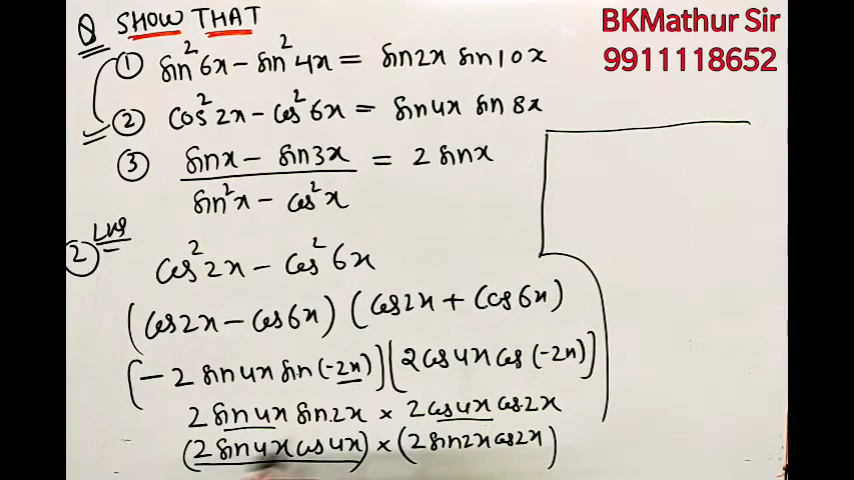 Q SHOW THAT
BKMathur Sir
9911118652
① sin²6x - sin²4x = sin2x sin10x
② cos²2x - cos²6x = sin4x sin8x
③ (sinx - sin3x) / (sin²x - cos²x) = 2 sinx
② LHS
cos²2x - cos²6x
(cos2x - cos6x) (cos2x + cos6x)
(-2 sin4x sin(-2x)) [2cos4x cos(-2x)]
2 sin4x sin2x × 2cos4x cos2x
(2 sin4x cos4x) × (2 sin2x cos2x)